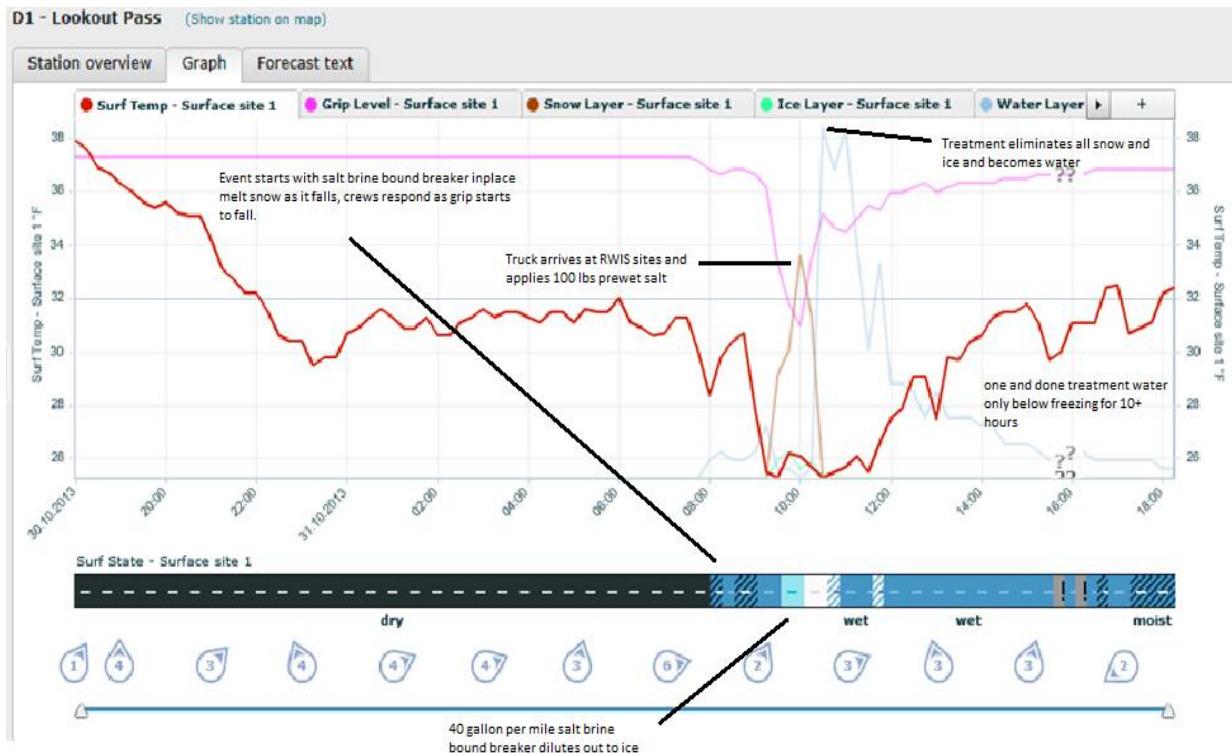 D1 - Lookout Pass (Show station on map)
Station overview Graph Forecast text
Surf Temp - Surface site 1 Grip Level - Surface site 1 Snow Layer - Surface site 1 Ice Layer - Surface site 1 Water Layer +
Treatment eliminates all snow and
ice and becomes water
Event starts with salt brine bound breaker inplace
melt snow as it falls, crews respond as grip starts
to fall.
Truck arrives at RWIS sites and
applies 100 lbs prewet salt
one and done treatment water
only below freezing for 10+
hours
Surf Temp - Surface site 1 °F
38
36
34
32
30
28
26
??
??
??
38
36
34
32
30
28
26
Surf Temp - Surface site 1 °F
30.10.2013 20:00 22:00 31.10.2013 02:00 04:00 06:00 08:00 10:00 12:00 14:00 16:00 18:00
Surf State - Surface site 1
dry wet wet moist
1 4 3 4 4 4 3 6 2 3 3 3 2
40 gallon per mile salt brine
bound breaker dilutes out to ice